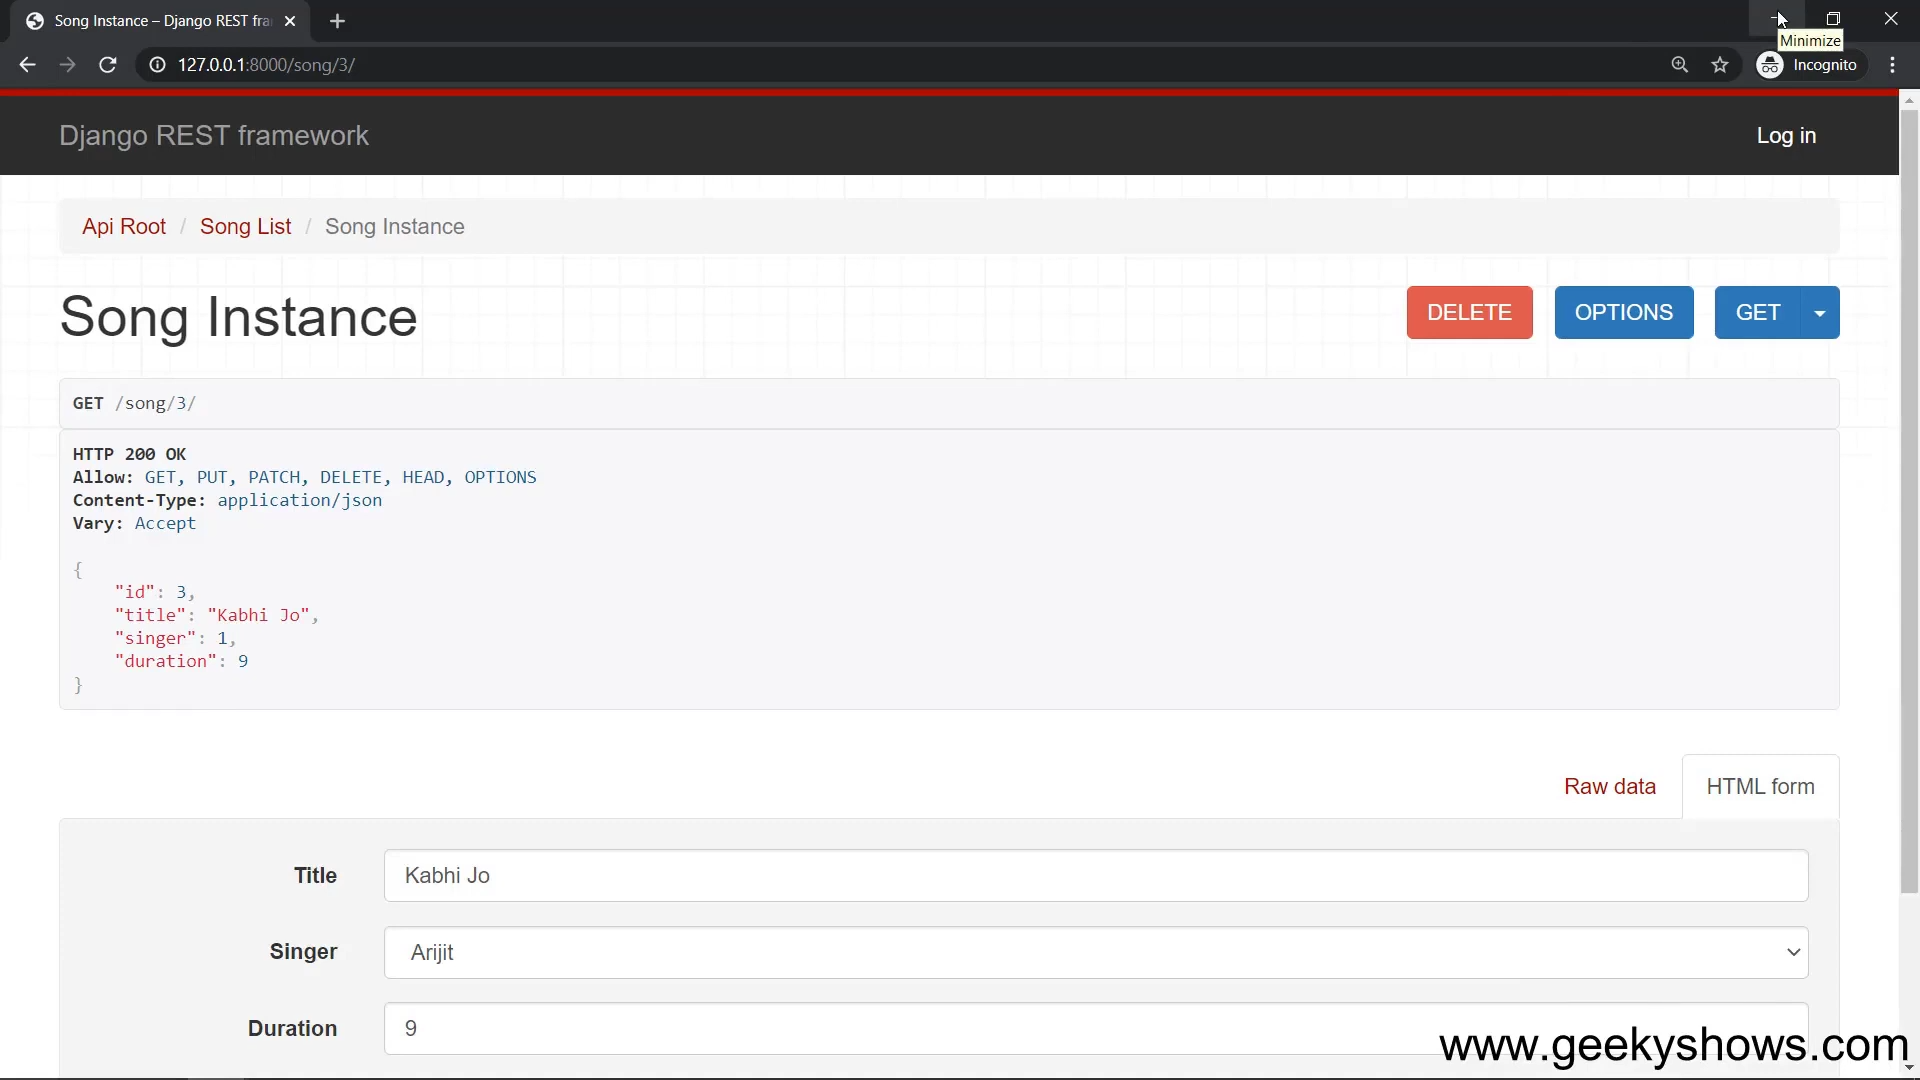 Song Instance – Django REST fra
Minimize
127.0.0.1:8000/song/3/
Incognito
Django REST framework
Log in
Api Root / Song List / Song Instance
Song Instance
DELETE
OPTIONS
GET
GET /song/3/
HTTP 200 OK
Allow: GET, PUT, PATCH, DELETE, HEAD, OPTIONS
Content-Type: application/json
Vary: Accept
{
    "id": 3,
    "title": "Kabhi Jo",
    "singer": 1,
    "duration": 9
}
Raw data
HTML form
Title
Kabhi Jo
Singer
Arijit
Duration
9
www.geekyshows.com